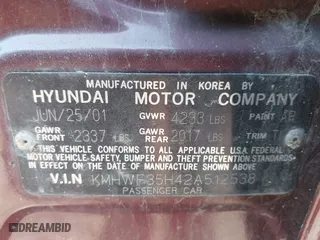 MANUFACTURED IN KOREA BY
HYUNDAI MOTOR COMPANY
JUN/25/01 GVWR 4233 LBS PAINT
GAWR FRONT 2337 LBS GAWR REAR 2017 LBS TRIM
THIS VEHICLE CONFORMS TO ALL APPLICABLE U.S.A FEDERAL
MOTOR VEHICLE SAFETY, BUMPER AND THEFT PREVENTION
STANDARDS IN EFFECT ON THE DATE OF MANUFACTURE
SHOWN ABOVE
V.I.N KMHWF35H42A512538
PASSENGER CAR
DREAMBID